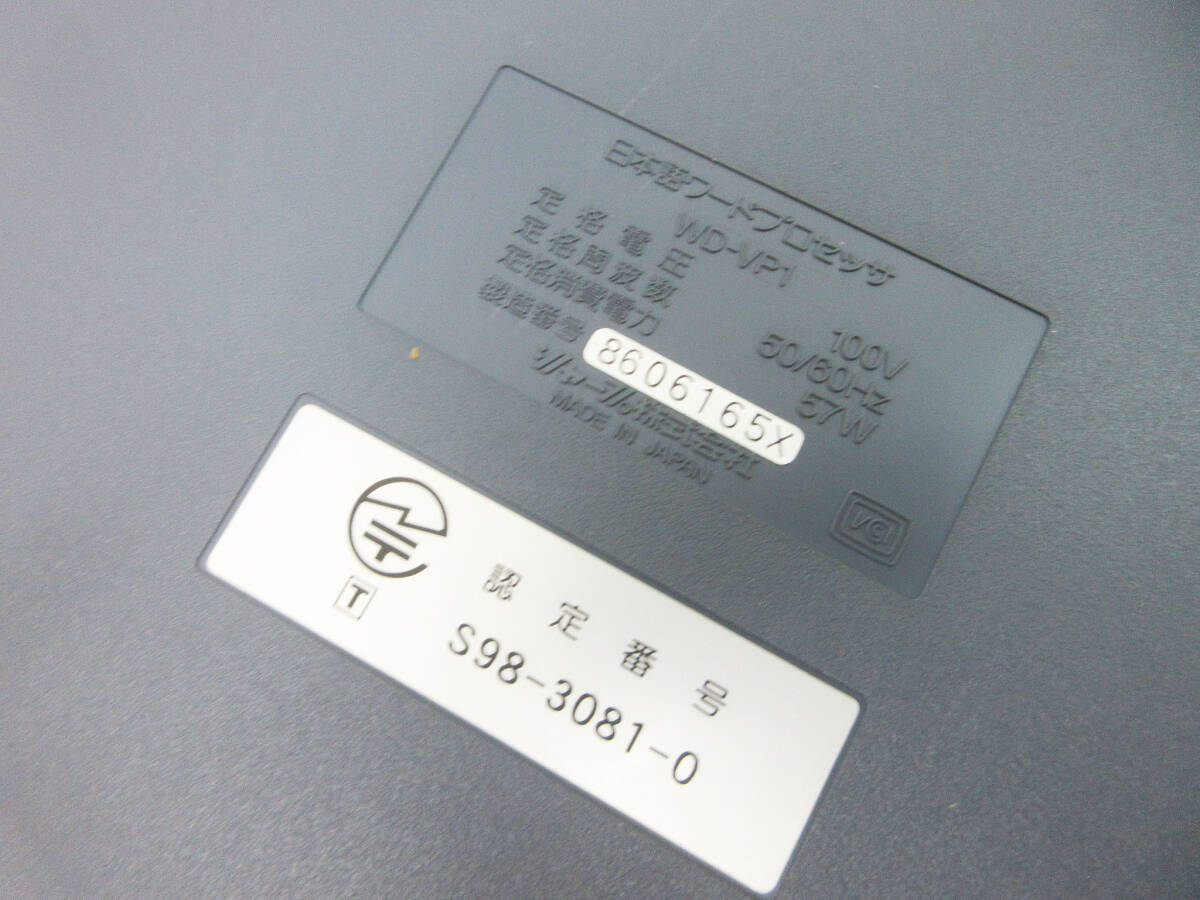 日本語ワードプロセッサ
WD-VP1
定格電圧 100V
定格周波数 50/60Hz
定格消費電力 57W
製造番号 8606165X
シャープ株式会社
MADE IN JAPAN
VCI
T
認定番号
S98-3081-0